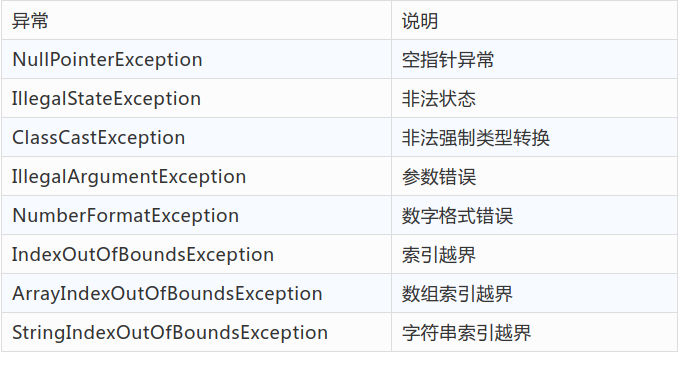 异常 说明
NullPointerException 空指针异常
IllegalStateException 非法状态
ClassCastException 非法强制类型转换
IllegalArgumentException 参数错误
NumberFormatException 数字格式错误
IndexOutOfBoundsException 索引越界
ArrayIndexOutOfBoundsException 数组索引越界
StringIndexOutOfBoundsException 字符串索引越界